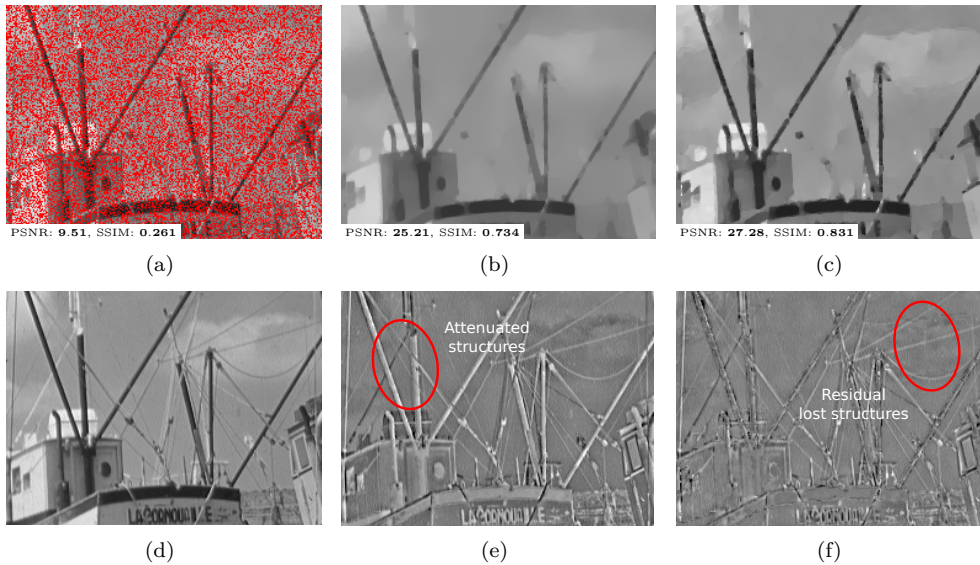 PSNR: 9.51, SSIM: 0.261
PSNR: 25.21, SSIM: 0.734
PSNR: 27.28, SSIM: 0.831
(a)
(b)
(c)
Attenuated
structures
Residual
lost structures
LACORNOUAILLE
(d)
(e)
(f)